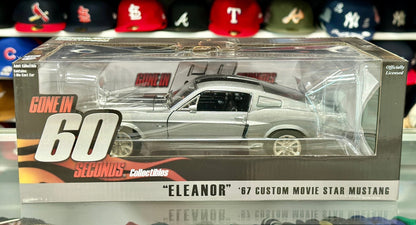 Officially
Licensed
GONE IN
60
SECONDS Collectibles
"ELEANOR" '67 CUSTOM MOVIE STAR MUSTANG